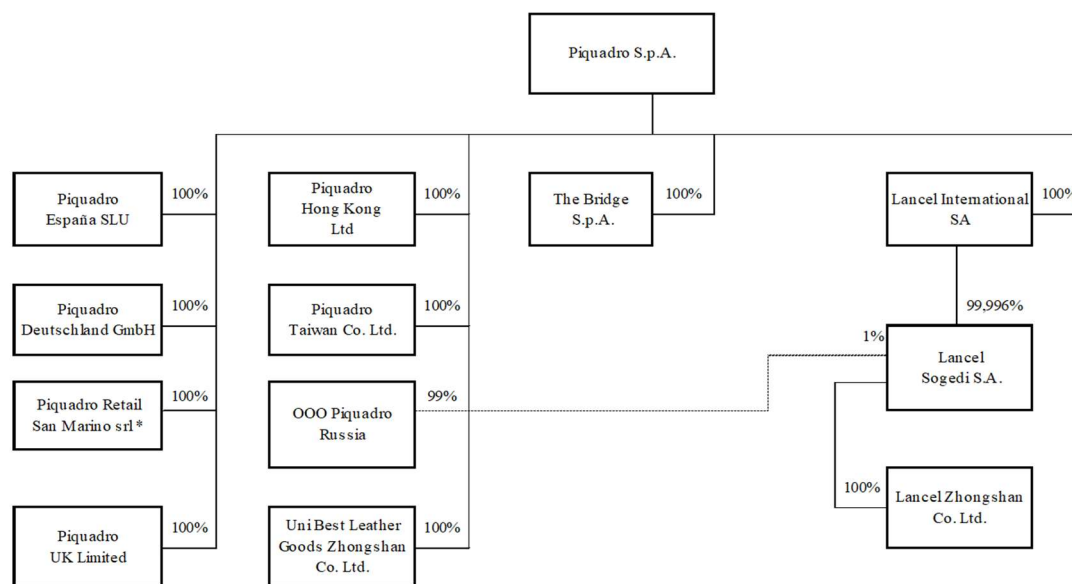 Piquadro S.p.A.
Piquadro
España SLU
100%
Piquadro
Hong Kong
Ltd
100%
The Bridge
S.p.A.
100%
Lancel International
SA
100%
Piquadro
Deutschland GmbH
100%
Piquadro
Taiwan Co. Ltd.
100%
99,996%
Piquadro Retail
San Marino srl *
100%
OOO Piquadro
Russia
99%
1%
Lancel
Sogedi S.A.
Piquadro
UK Limited
100%
Uni Best Leather
Goods Zhongshan
Co. Ltd.
100%
100%
Lancel Zhongshan
Co. Ltd.